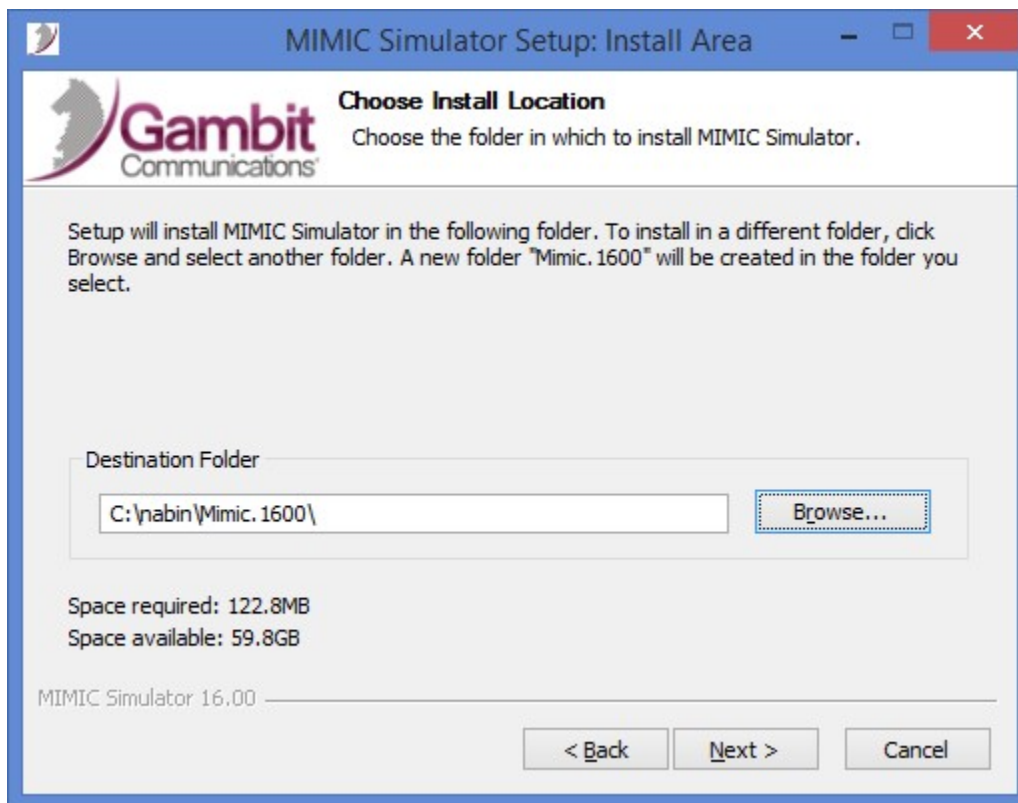 MIMIC Simulator Setup: Install Area
Gambit
Communications
Choose Install Location
Choose the folder in which to install MIMIC Simulator.
Setup will install MIMIC Simulator in the following folder. To install in a different folder, click
Browse and select another folder. A new folder "Mimic.1600" will be created in the folder you
select.
Destination Folder
C:\nabin\Mimic.1600\
Browse...
Space required: 122.8MB
Space available: 59.8GB
MIMIC Simulator 16.00
< Back
Next >
Cancel